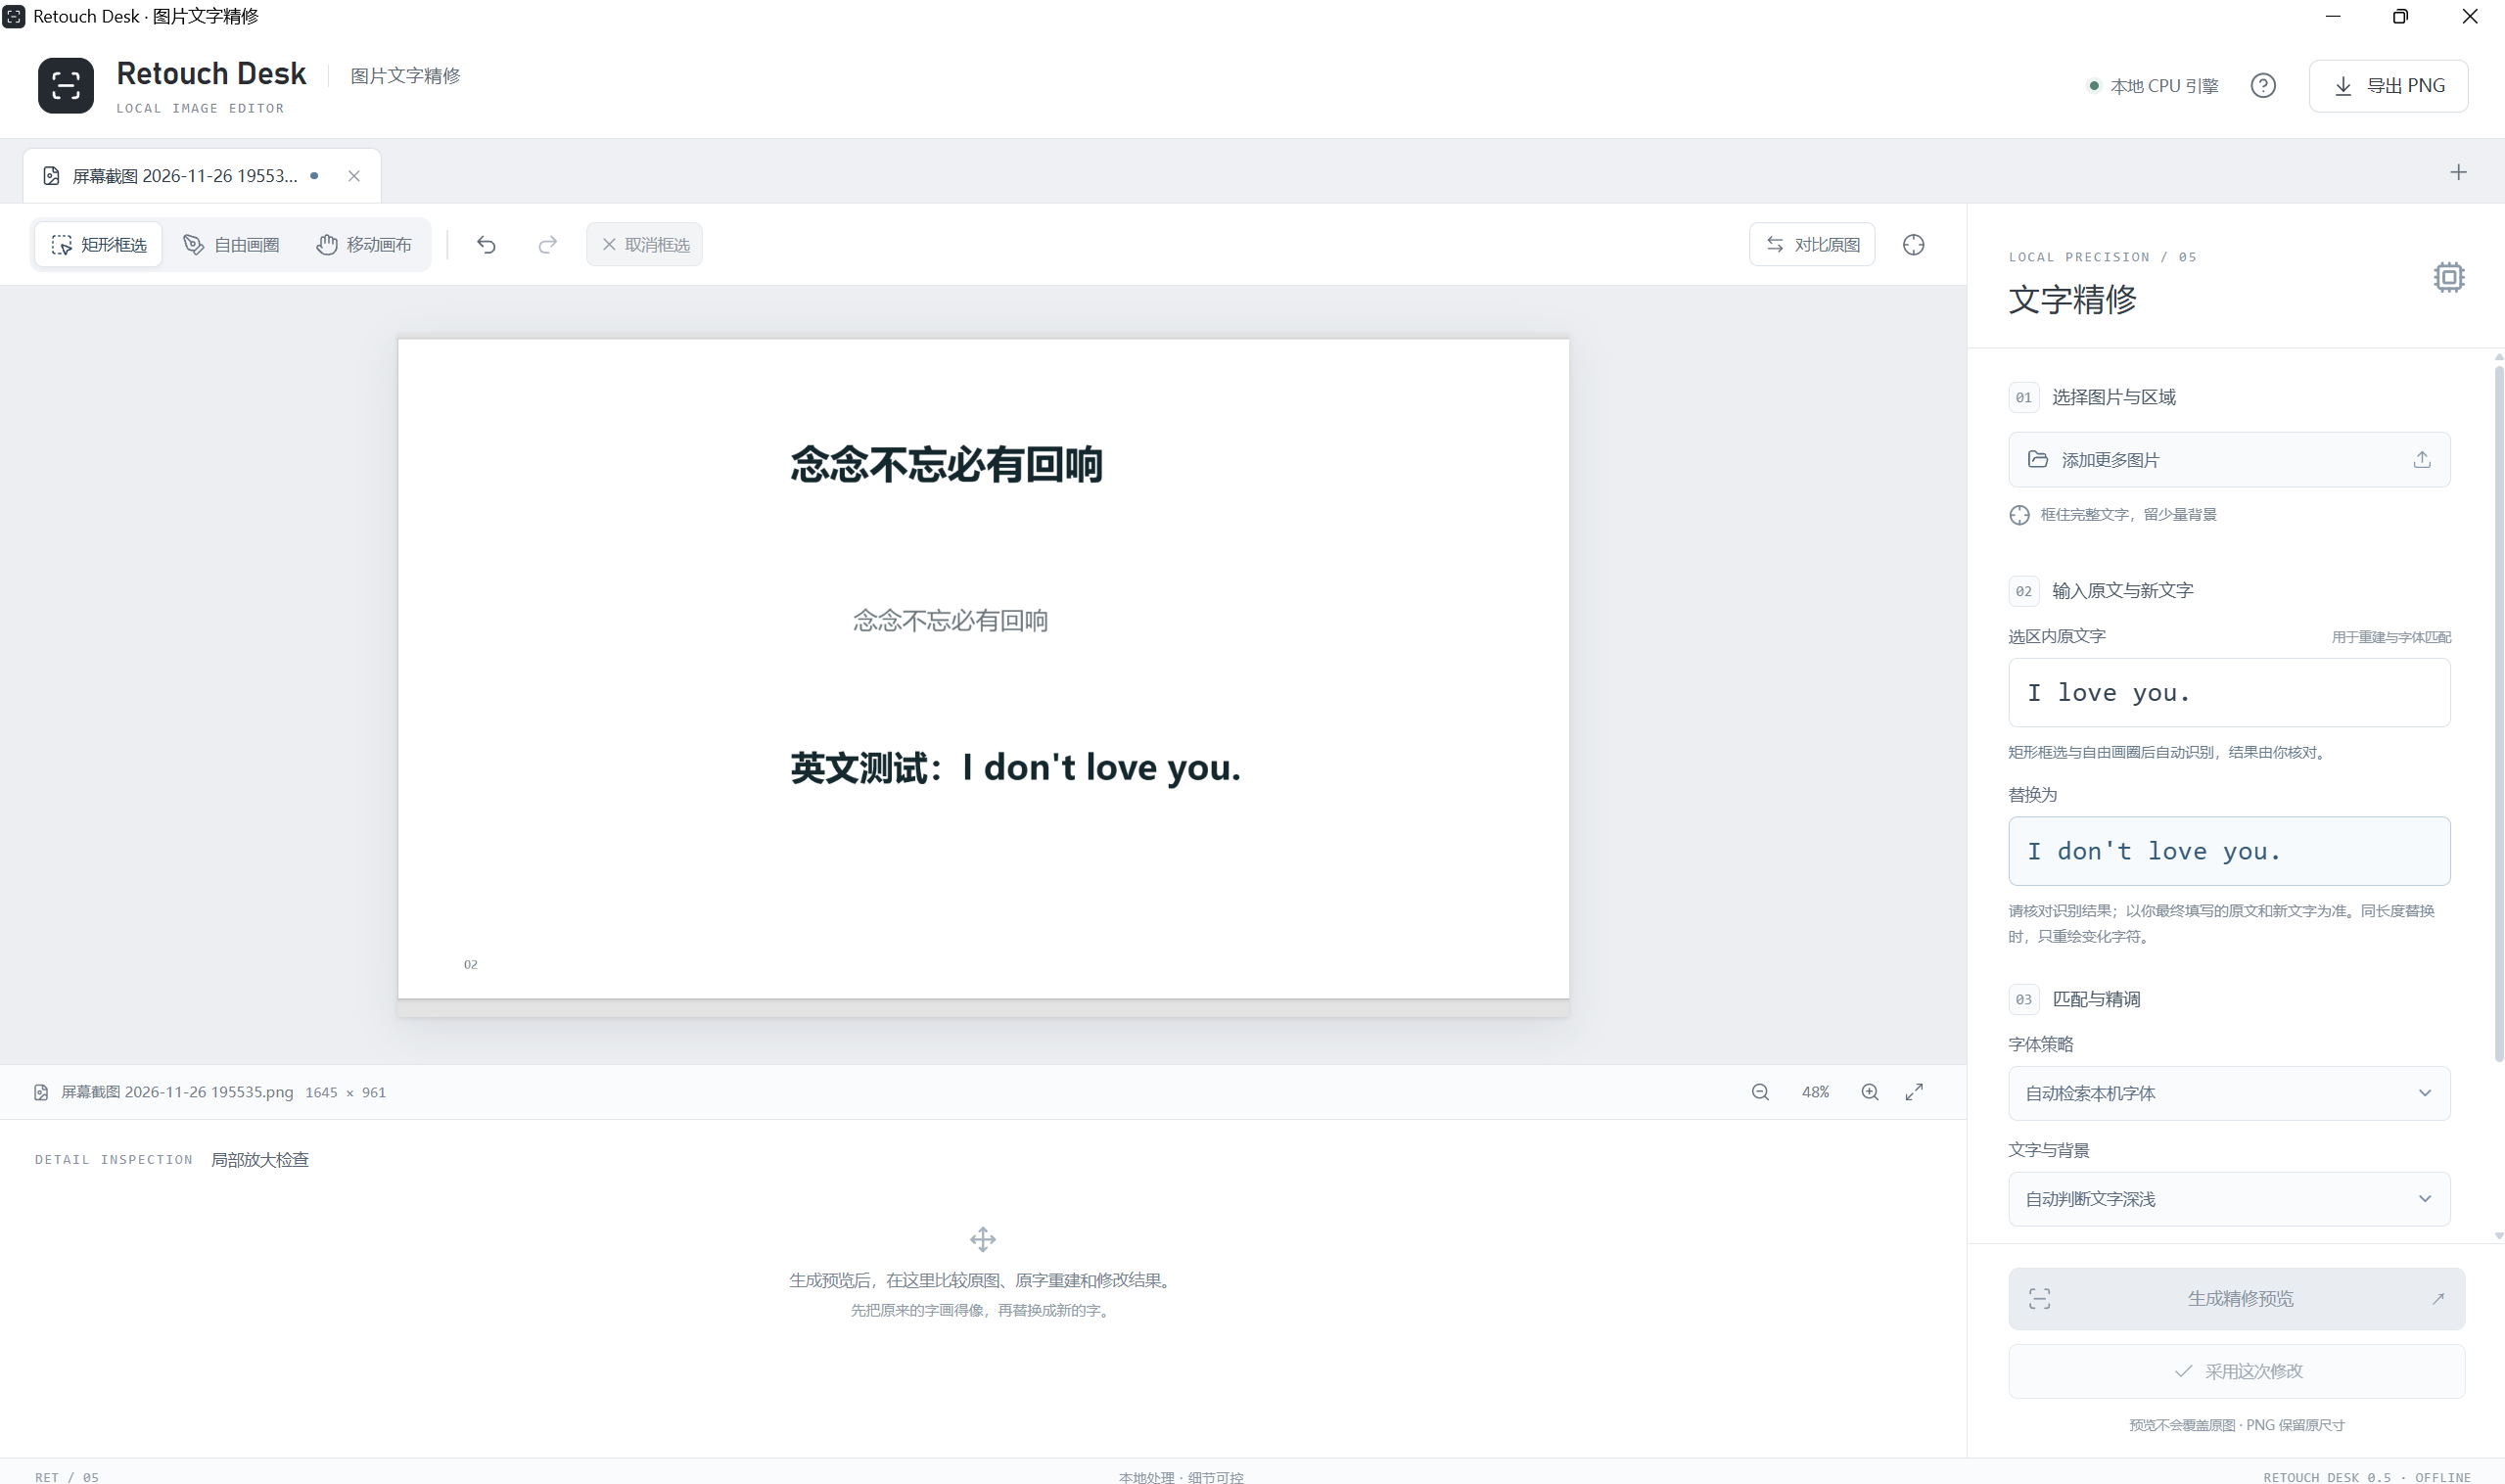 Retouch Desk · 图片文字精修
Retouch Desk
图片文字精修
LOCAL IMAGE EDITOR
本地 CPU 引擎
导出 PNG
屏幕截图 2026-11-26 19553...
矩形框选
自由画圈
移动画布
取消框选
对比原图
念念不忘必有回响
念念不忘必有回响
英文测试：I don't love you.
02
屏幕截图 2026-11-26 195535.png 1645 × 961
48%
DETAIL INSPECTION 局部放大检查
生成预览后，在这里比较原图、原字重建和修改结果。
先把原来的字画得像，再替换成新的字。
LOCAL PRECISION / 05
文字精修
01 选择图片与区域
添加更多图片
框住完整文字，留少量背景
02 输入原文与新文字
选区内原文字
用于重建与字体匹配
I love you.
矩形框选与自由画圈后自动识别，结果由你核对。
替换为
I don't love you.
请核对识别结果；以你最终填写的原文和新文字为准。同长度替换
时，只重绘变化字符。
03 匹配与精调
字体策略
自动检索本机字体
文字与背景
自动判断文字深浅
生成精修预览
采用这次修改
预览不会覆盖原图 · PNG 保留原尺寸
RET / 05
本地处理 · 细节可控
RETOUCH DESK 0.5 · OFFLINE